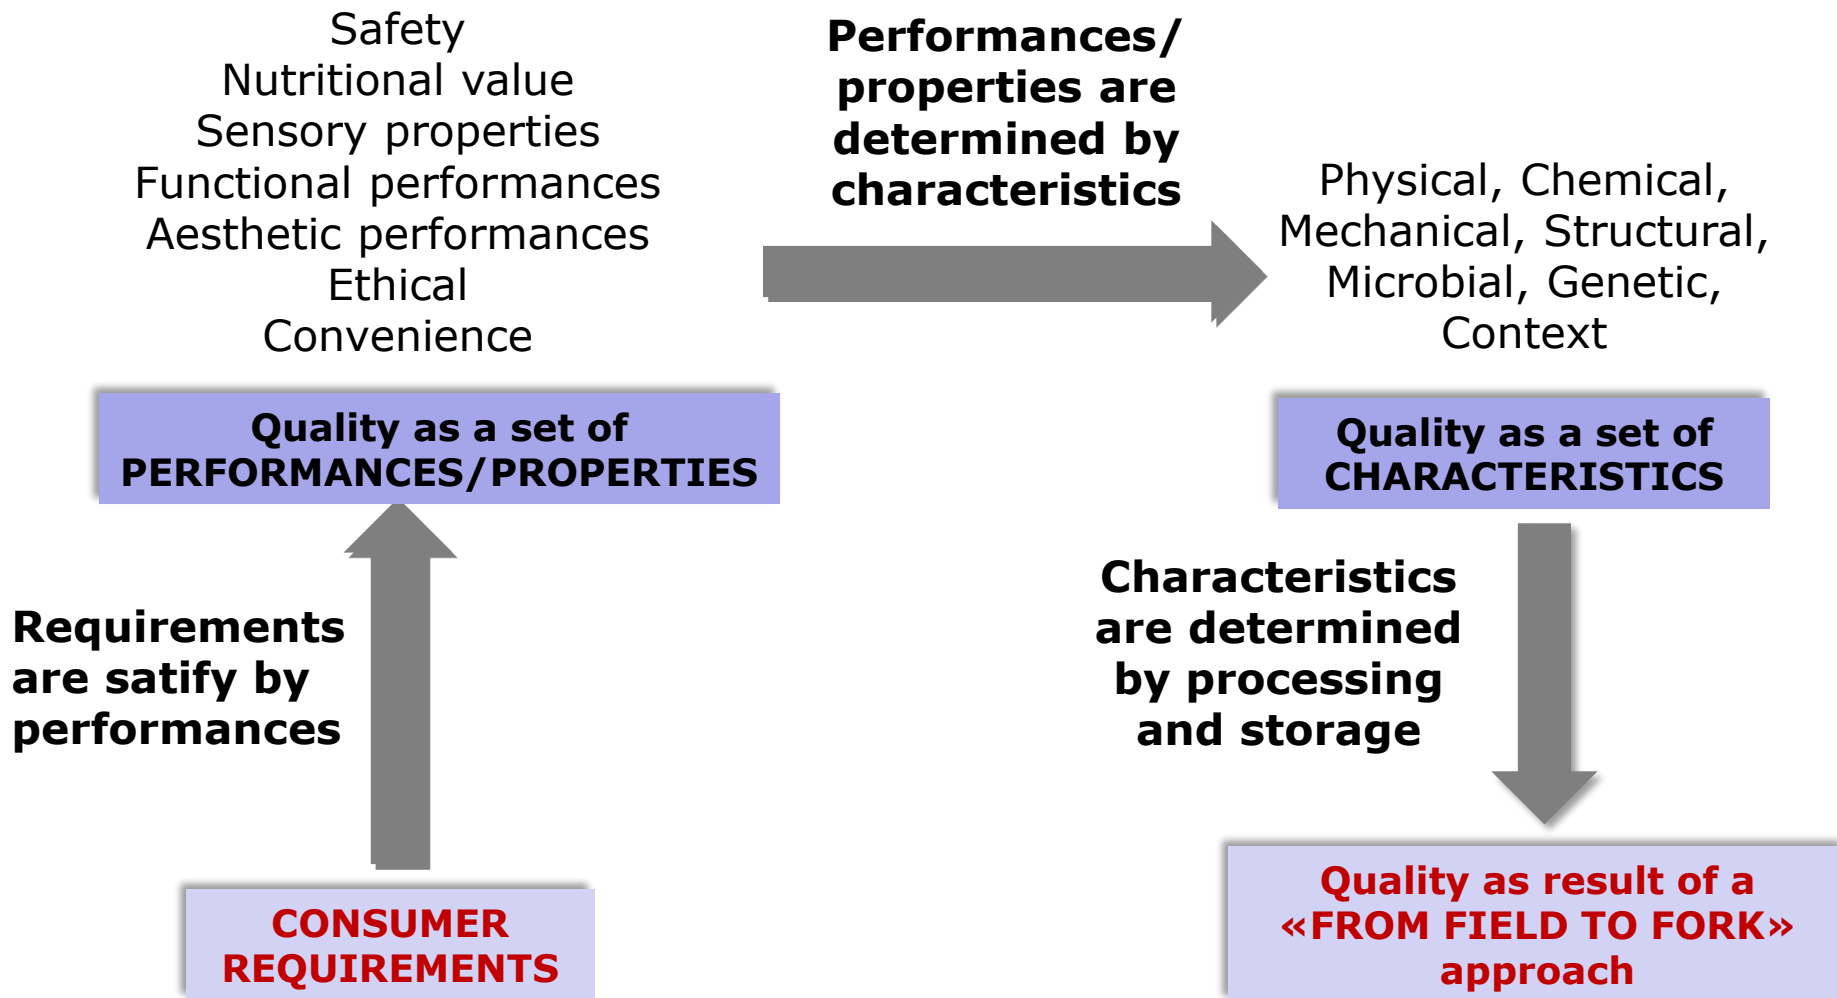 Safety
Nutritional value
Sensory properties
Functional performances
Aesthetic performances
Ethical
Convenience
Performances/
properties are
determined by
characteristics
Physical, Chemical,
Mechanical, Structural,
Microbial, Genetic,
Context
Quality as a set of
PERFORMANCES/PROPERTIES
Quality as a set of
CHARACTERISTICS
Requirements
are satify by
performances
Characteristics
are determined
by processing
and storage
CONSUMER
REQUIREMENTS
Quality as result of a
«FROM FIELD TO FORK»
approach